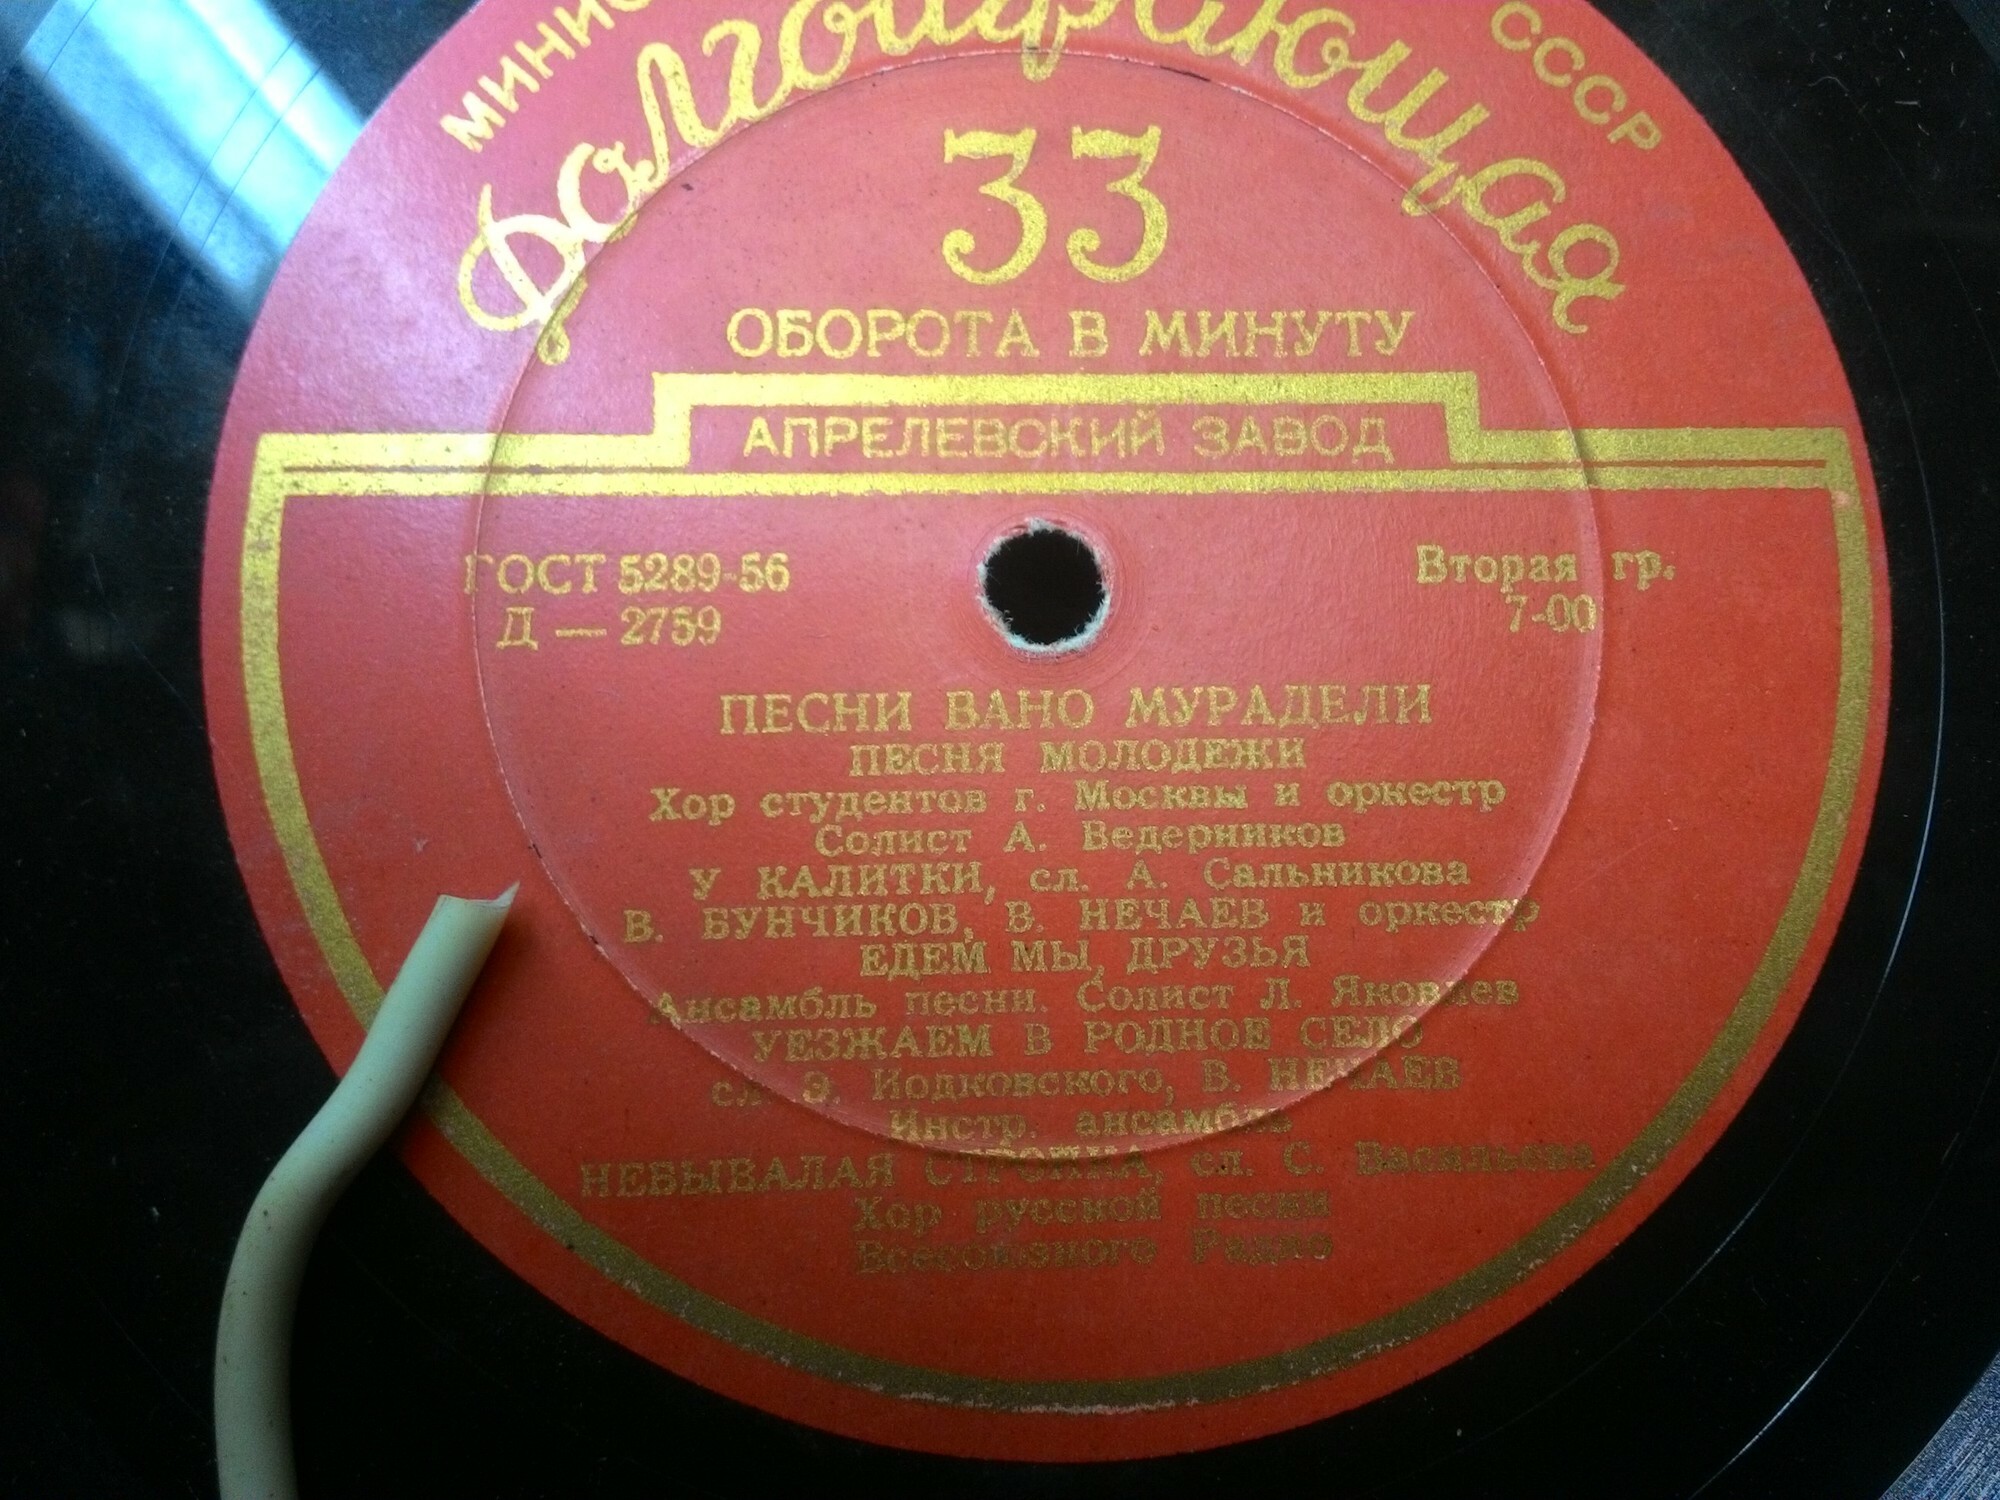 СССР
Долгоиграющая
33
ОБОРОТА В МИНУТУ
АПРЕЛЕВСКИЙ ЗАВОД
ГОСТ 5289-56
Д — 2759
Вторая гр.
7-00
ПЕСНИ ВАНО МУРАДЕЛИ
ПЕСНЯ МОЛОДЕЖИ
Хор студентов г. Москвы и оркестр
Солист А. Ведерников
У КАЛИТКИ, сл. А. Сальникова
В. БУНЧИКОВ, В. НЕЧАЕВ и оркестр
ЕДЕМ МЫ, ДРУЗЬЯ
Ансамбль песни. Солист Л. Яковлев
УЕЗЖАЕМ В РОДНОЕ СЕЛО
сл. Э. Иодковского, В. НЕЧАЕВ
Инстр. ансамбль
НЕБЫВАЛАЯ СТРОЙКА, сл. С. Васильева
Хор русской песни
Всесоюзного Радио